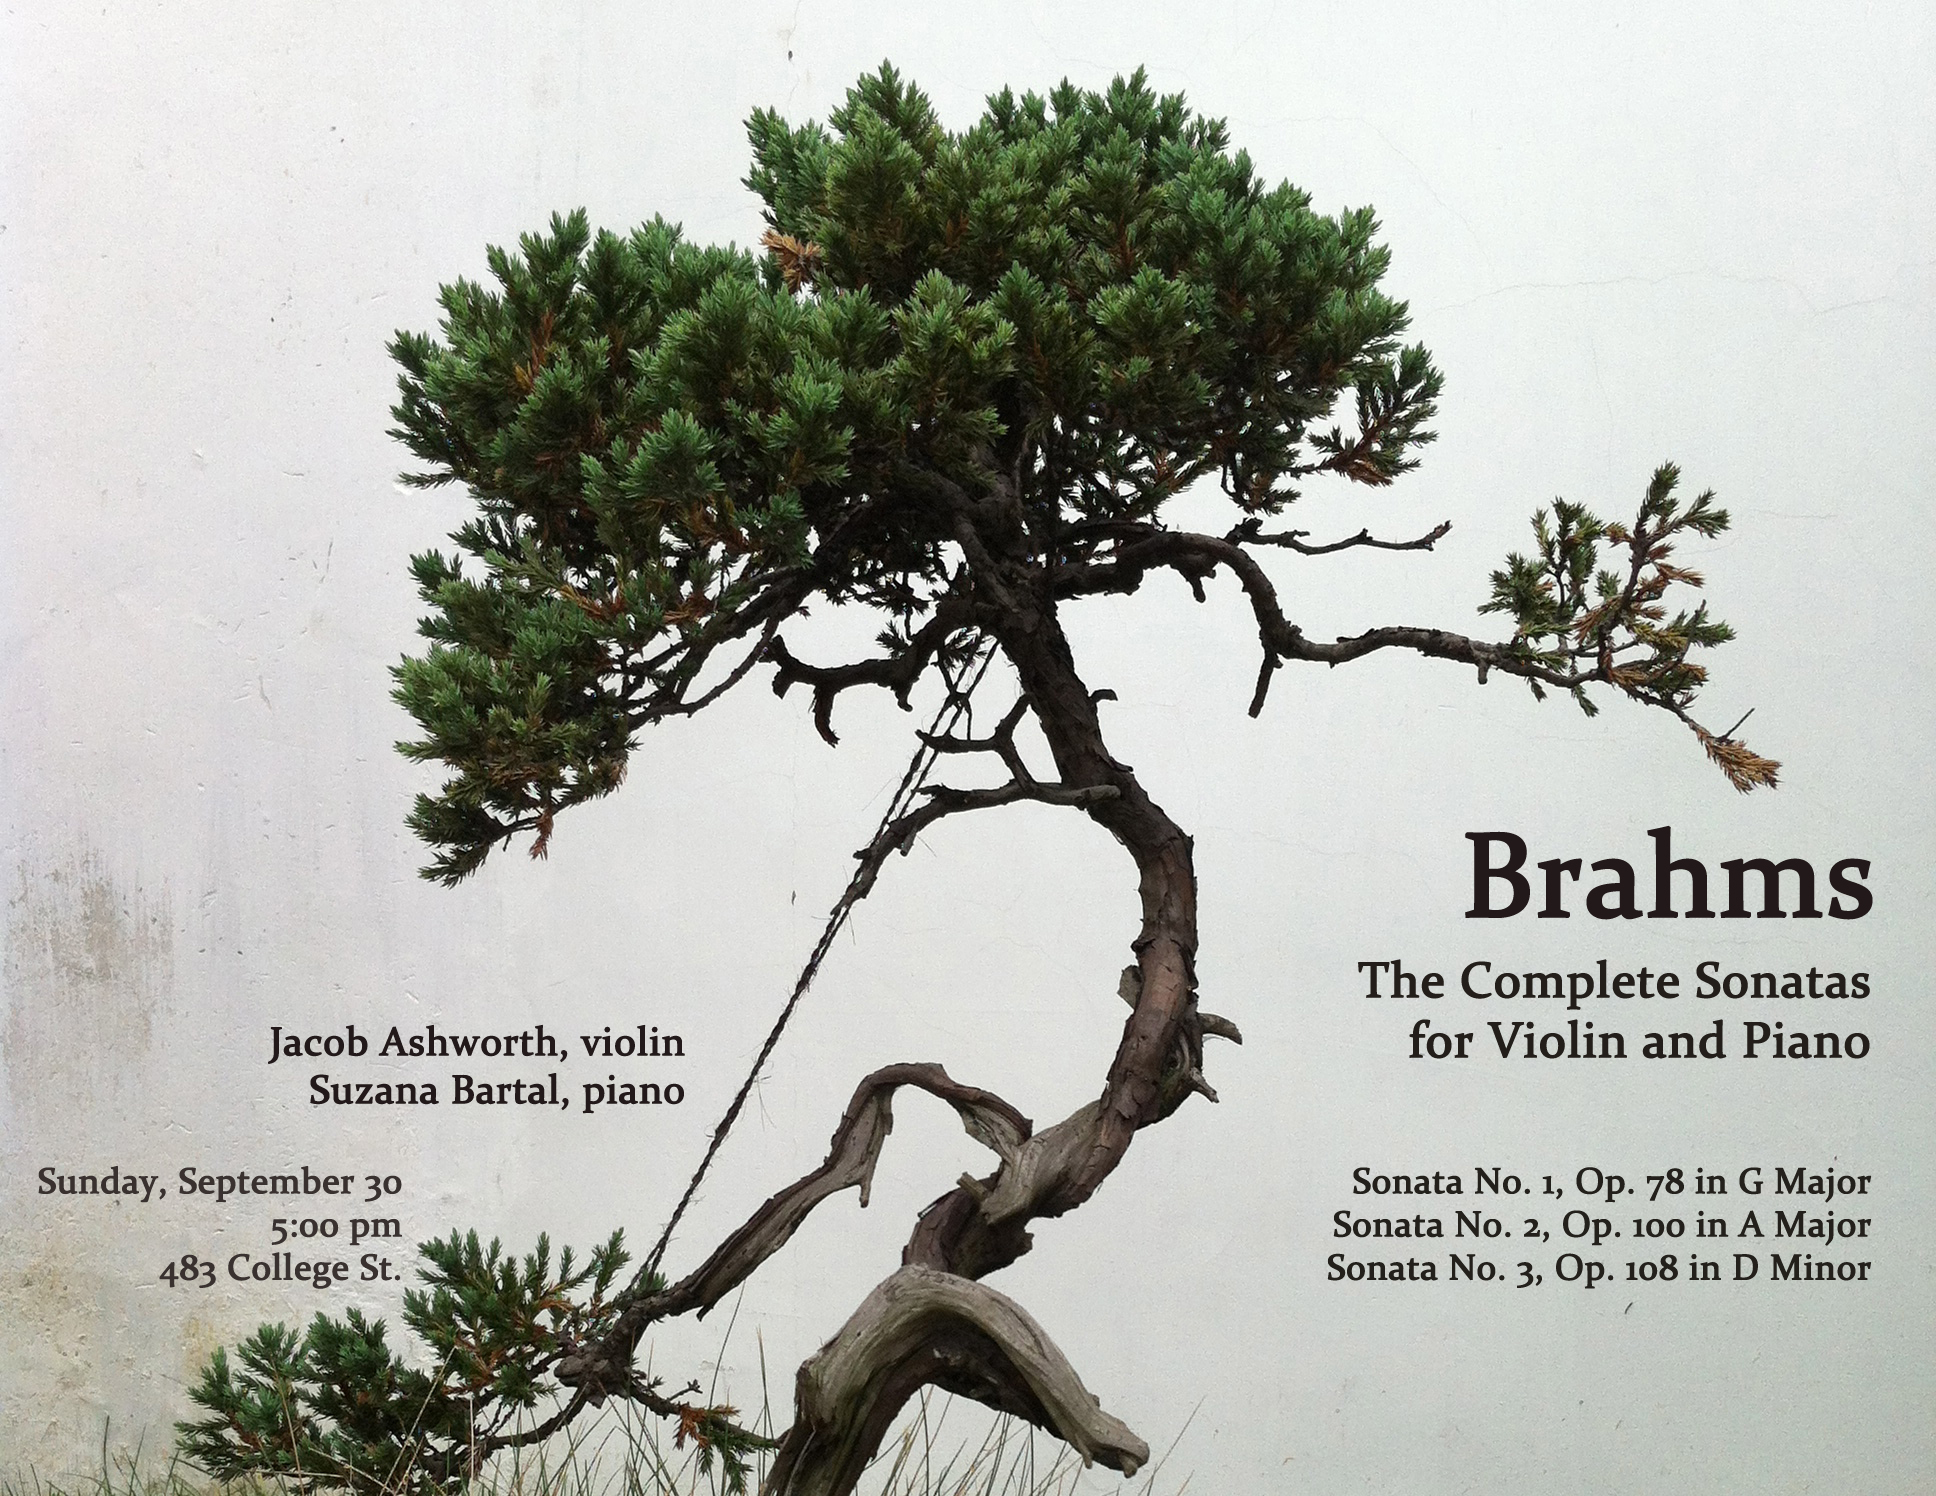 Brahms
The Complete Sonatas
for Violin and Piano
Jacob Ashworth, violin
Suzana Bartal, piano
Sunday, September 30
5:00 pm
483 College St.
Sonata No. 1, Op. 78 in G Major
Sonata No. 2, Op. 100 in A Major
Sonata No. 3, Op. 108 in D Minor